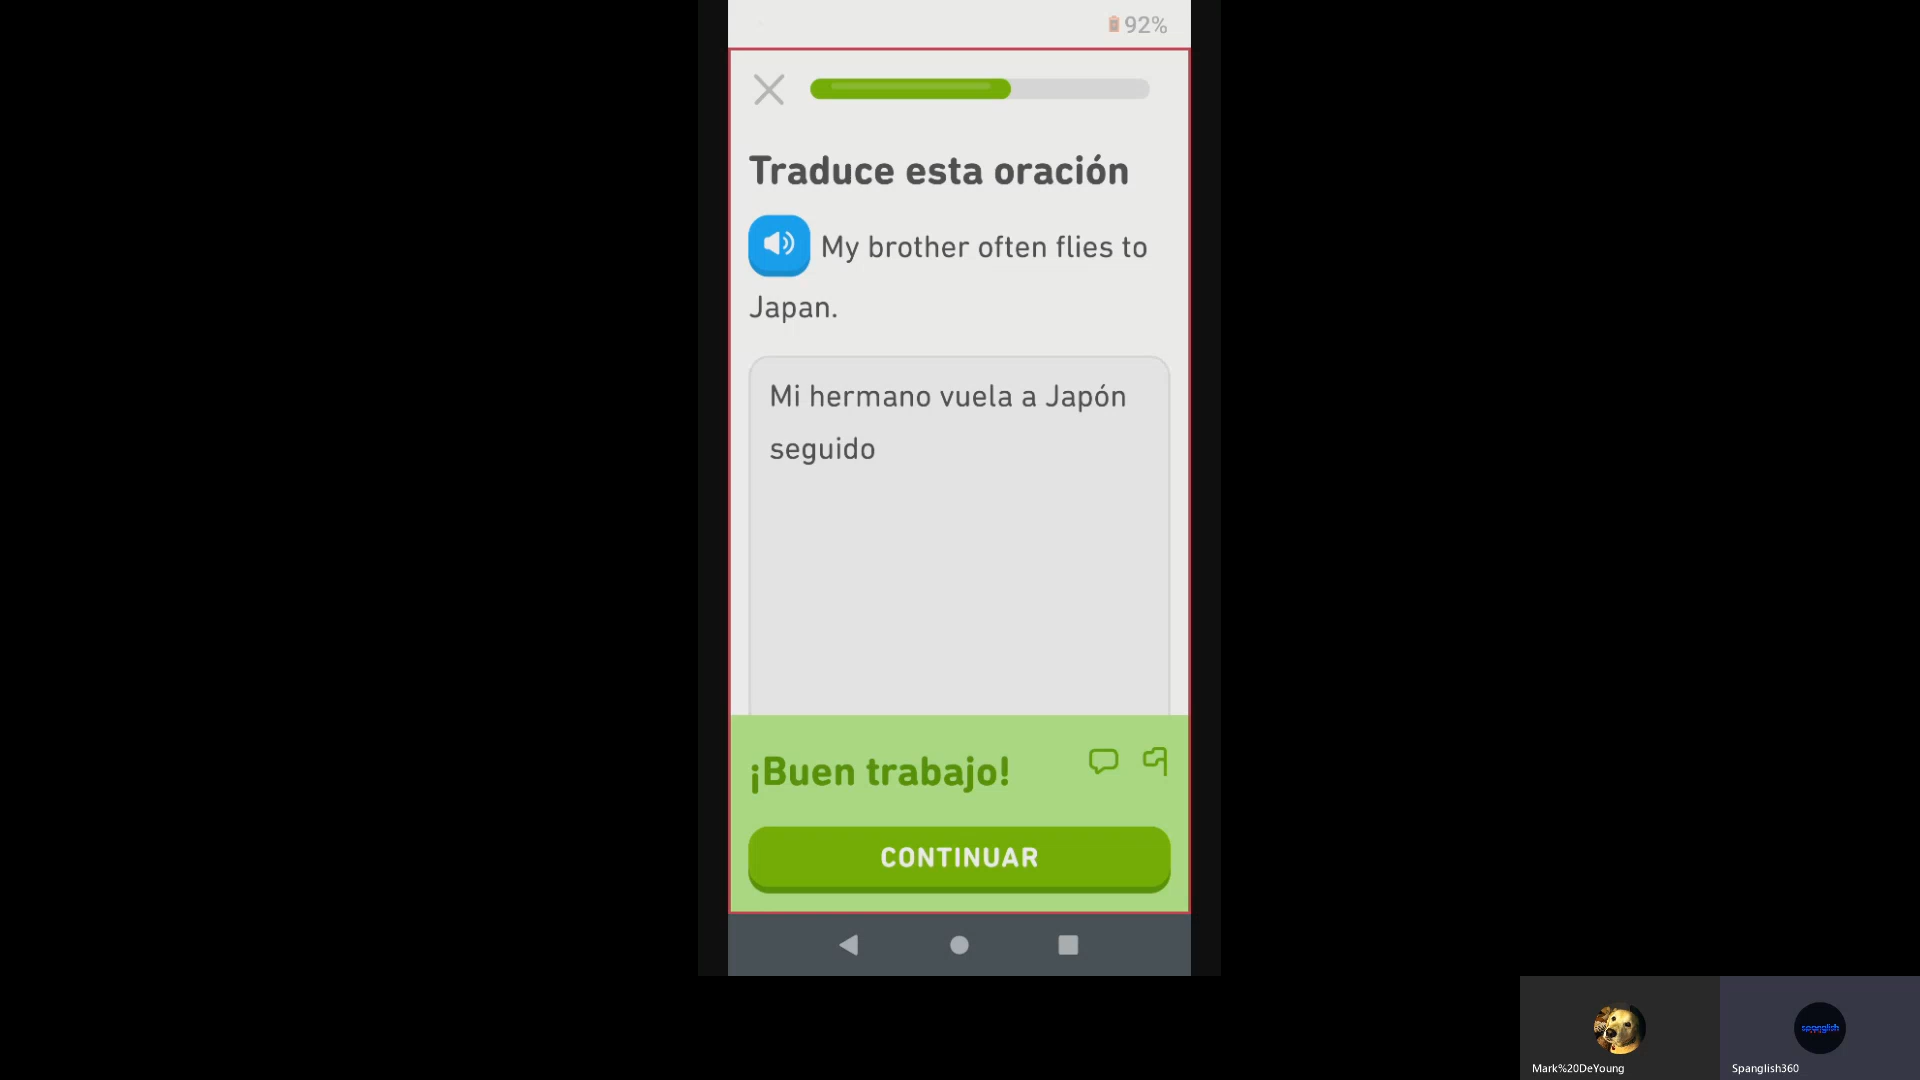 92%
Traduce esta oración
My brother often flies to
Japan.
Mi hermano vuela a Japón
seguido
¡Buen trabajo!
CONTINUAR
spanglish
Mark%20DeYoung
Spanglish360